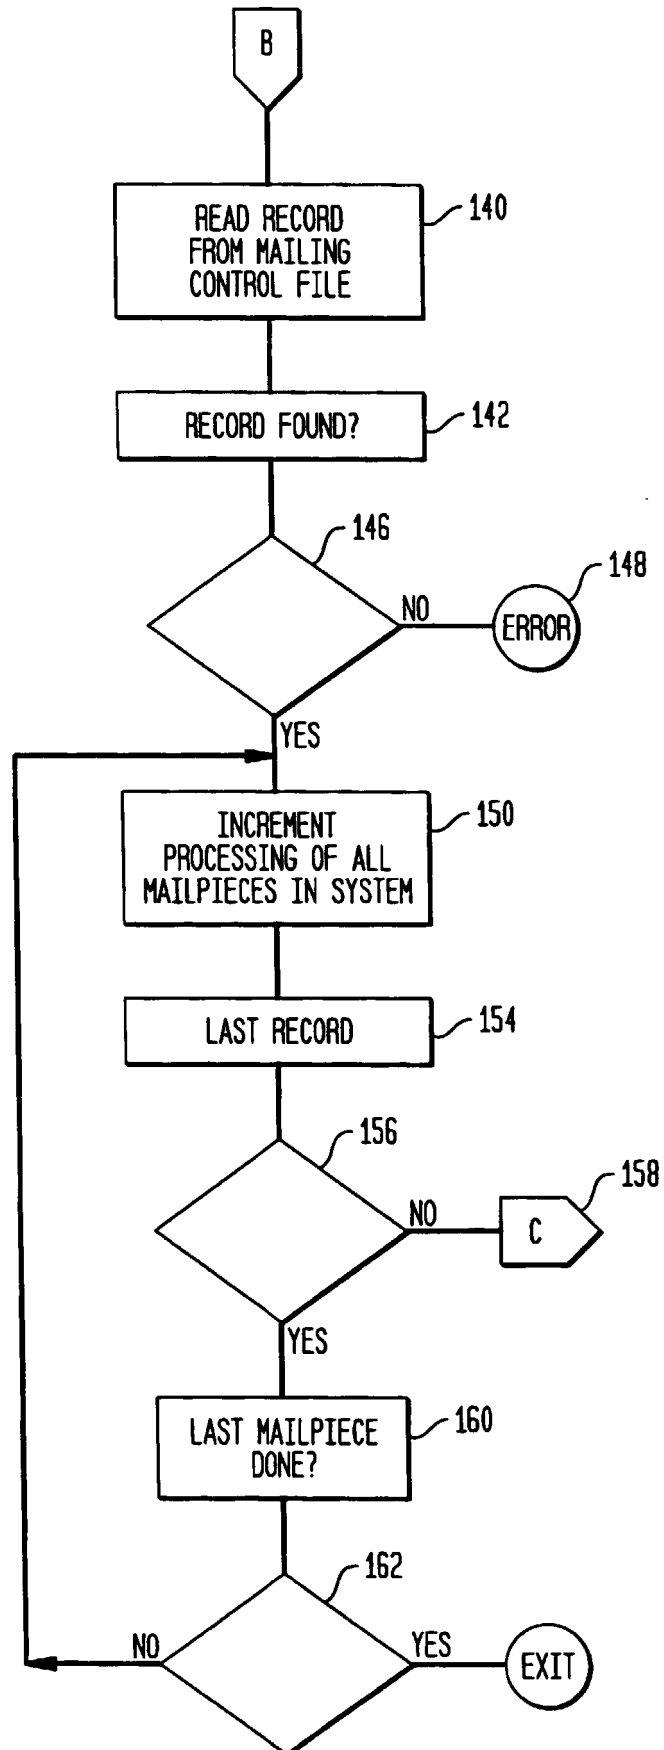 B
READ RECORD
FROM MAILING
CONTROL FILE
140
RECORD FOUND?
142
146
NO
ERROR
148
YES
INCREMENT
PROCESSING OF ALL
MAILPIECES IN SYSTEM
150
LAST RECORD
154
156
NO
C
158
YES
LAST MAILPIECE
DONE?
160
162
NO
YES
EXIT